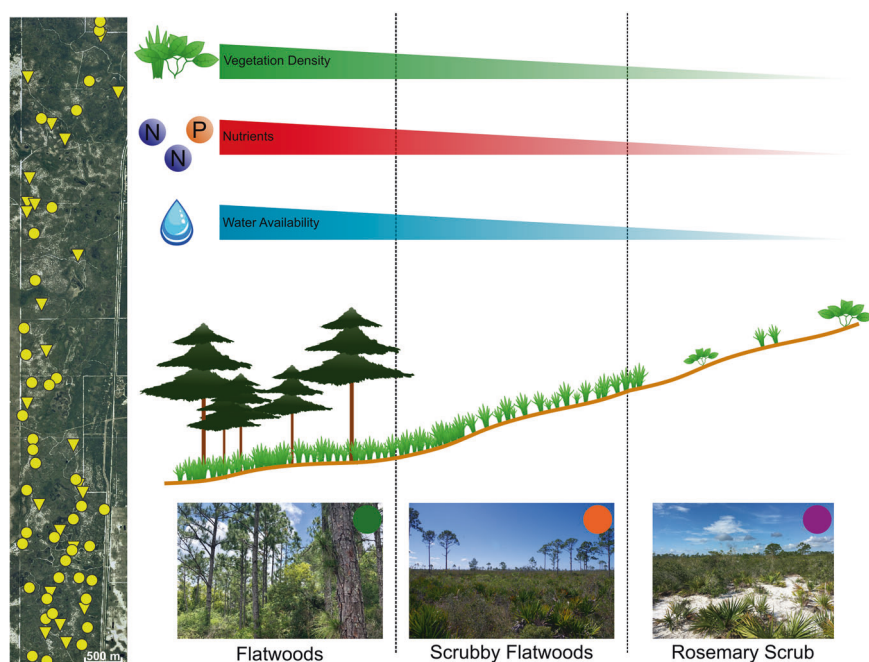 Vegetation Density
N
P
N
Nutrients
Water Availability
500 m
Flatwoods
Scrubby Flatwoods
Rosemary Scrub